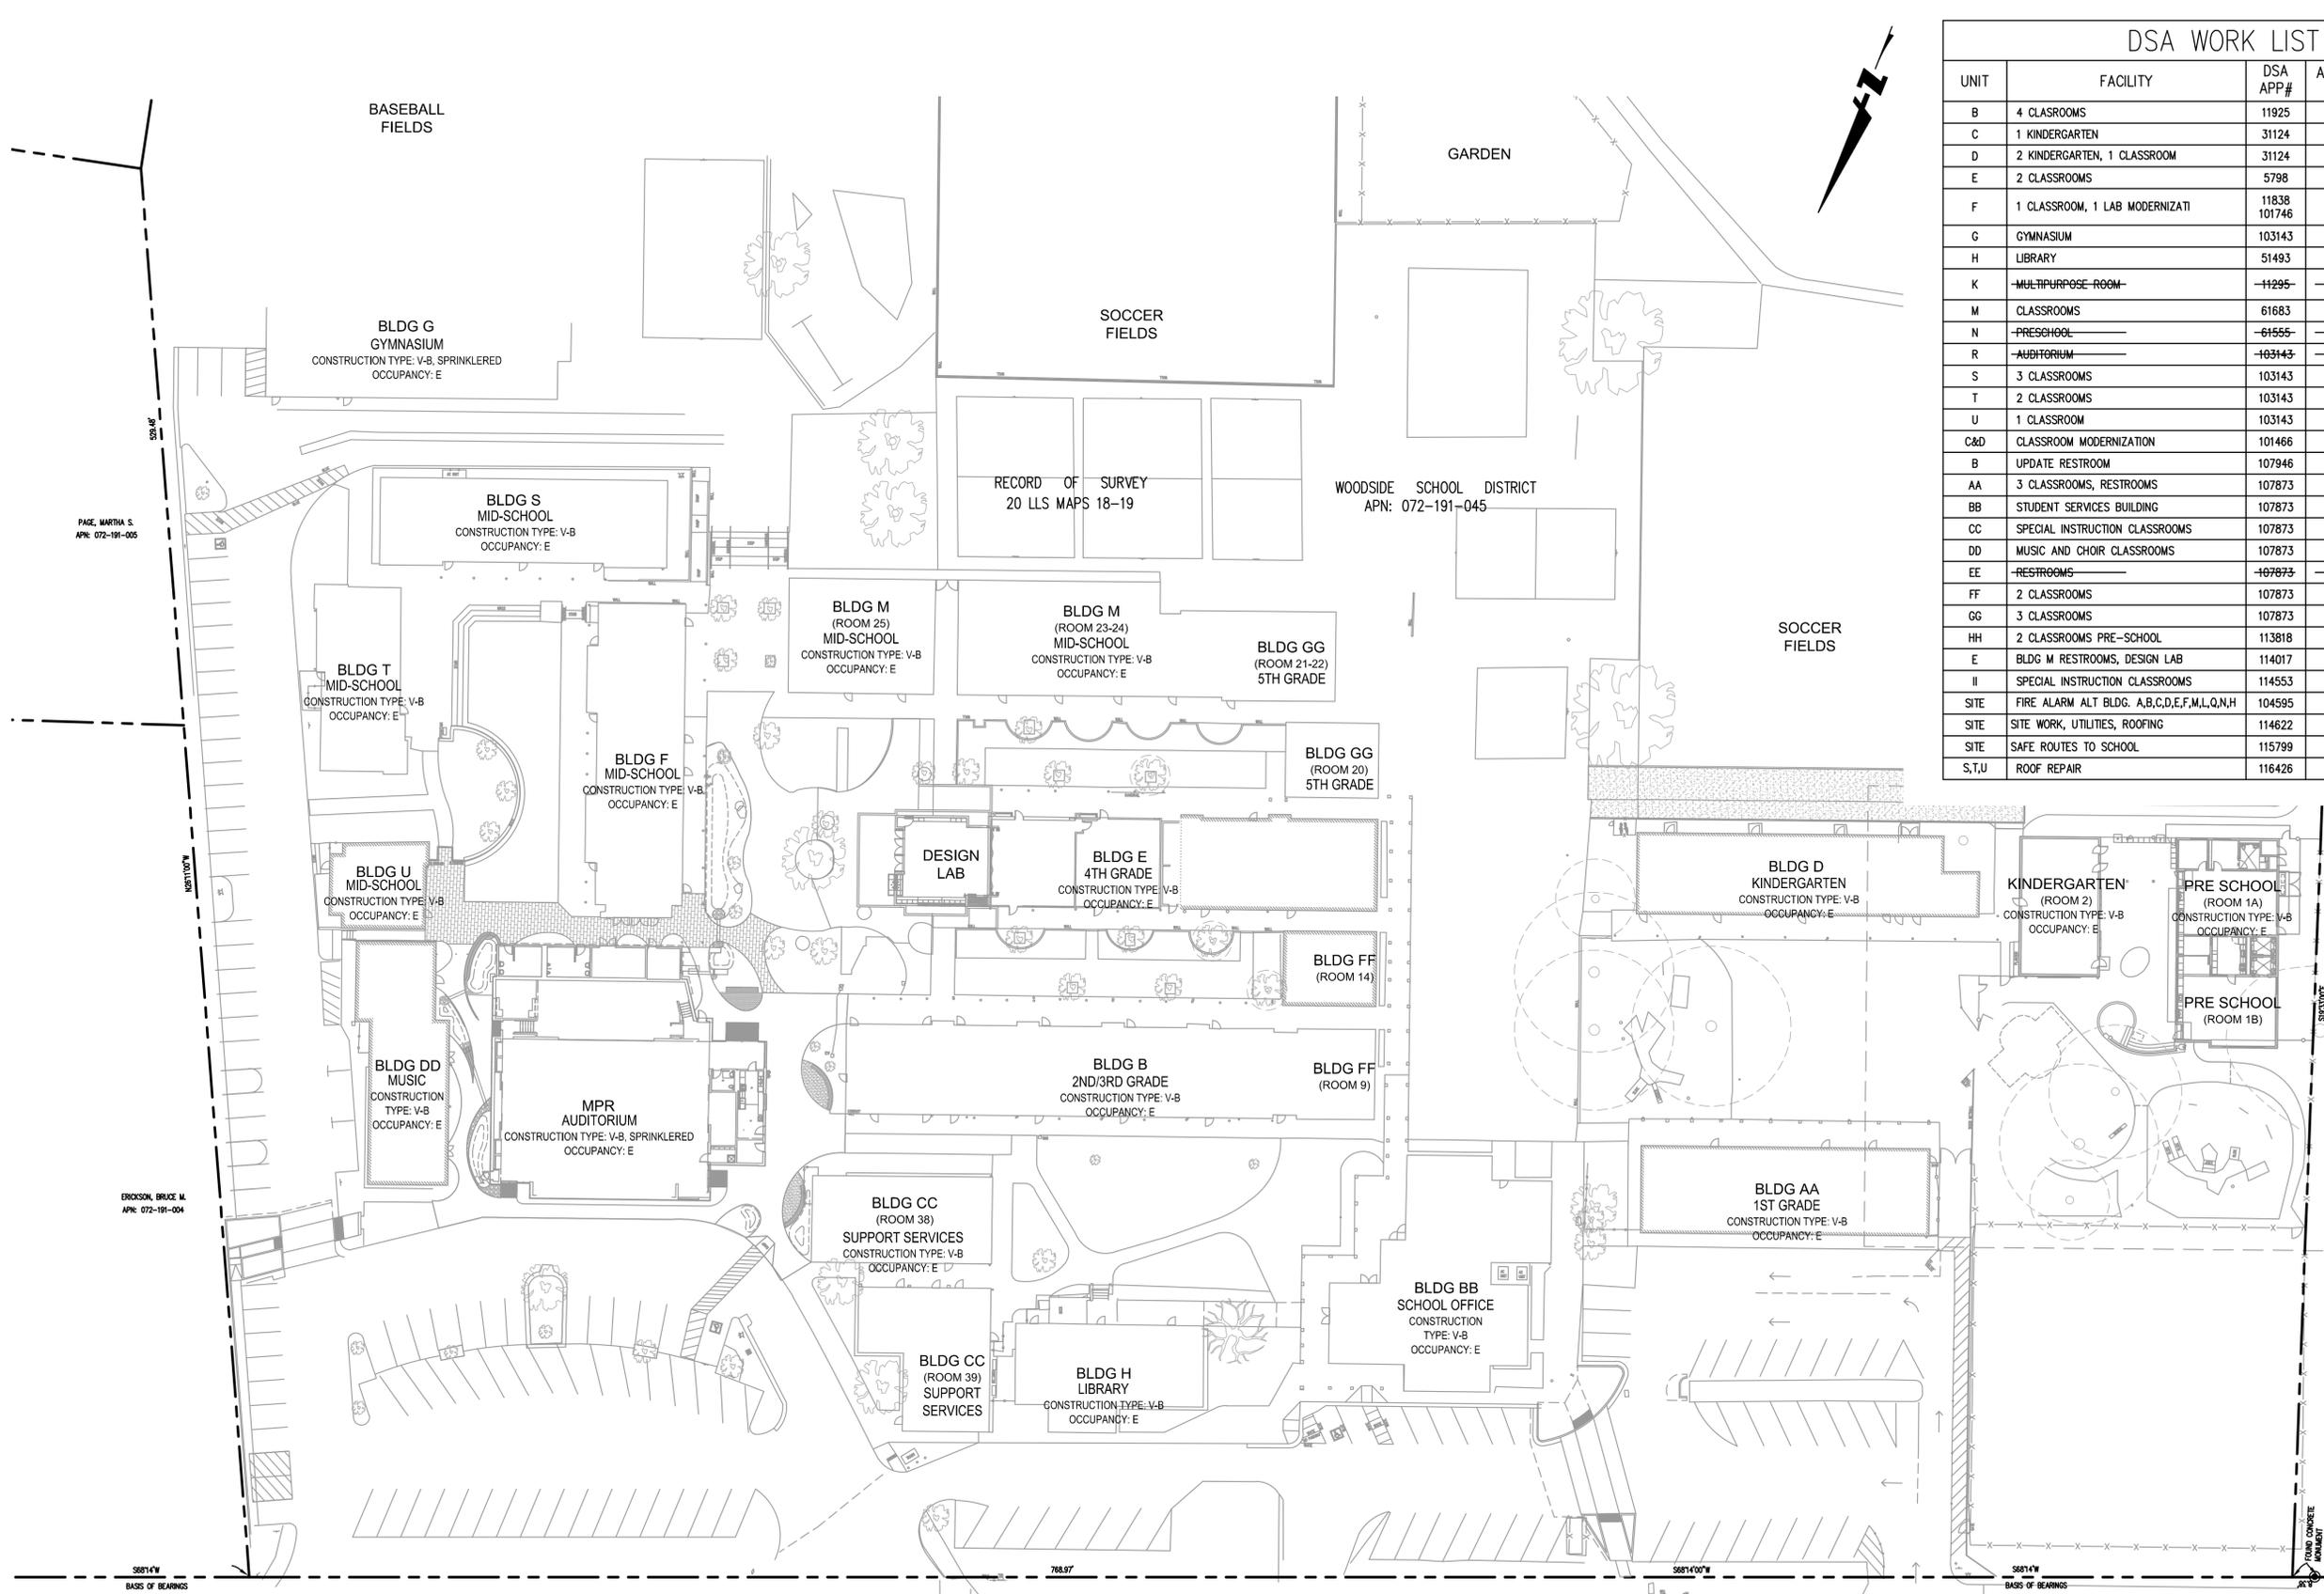 DSA WORK LIST
UNIT FACILITY DSA APP# A
B 4 CLASROOMS 11925
C 1 KINDERGARTEN 31124
D 2 KINDERGARTEN, 1 CLASSROOM 31124
E 2 CLASSROOMS 5798
F 1 CLASSROOM, 1 LAB MODERNIZATI 11838 101746
G GYMNASIUM 103143
H LIBRARY 51493
K MULTIPURPOSE ROOM 11295
M CLASSROOMS 61683
N PRESCHOOL 61555
R AUDITORIUM 103143
S 3 CLASSROOMS 103143
T 2 CLASSROOMS 103143
U 1 CLASSROOM 103143
C&D CLASSROOM MODERNIZATION 101466
B UPDATE RESTROOM 107946
AA 3 CLASSROOMS, RESTROOMS 107873
BB STUDENT SERVICES BUILDING 107873
CC SPECIAL INSTRUCTION CLASSROOMS 107873
DD MUSIC AND CHOIR CLASSROOMS 107873
EE RESTROOMS 107873
FF 2 CLASSROOMS 107873
GG 3 CLASSROOMS 107873
HH 2 CLASSROOMS PRE-SCHOOL 113818
E BLDG M RESTROOMS, DESIGN LAB 114017
II SPECIAL INSTRUCTION CLASSROOMS 114553
SITE FIRE ALARM ALT BLDG. A,B,C,D,E,F,M,L,Q,N,H 104595
SITE SITE WORK, UTILITIES, ROOFING 114622
SITE SAFE ROUTES TO SCHOOL 115799
S,T,U ROOF REPAIR 116426
BASEBALL
FIELDS
GARDEN
SOCCER
FIELDS
BLDG G
GYMNASIUM
CONSTRUCTION TYPE: V-B, SPRINKLERED
OCCUPANCY: E
529.48'
RECORD OF SURVEY
20 LLS MAPS 18-19
WOODSIDE SCHOOL DISTRICT
APN: 072-191-045
BLDG S
MID-SCHOOL
CONSTRUCTION TYPE: V-B
OCCUPANCY: E
PAGE, MARTHA S.
APN: 072-191-005
BLDG M
(ROOM 25)
MID-SCHOOL
CONSTRUCTION TYPE: V-B
OCCUPANCY: E
BLDG M
(ROOM 23-24)
MID-SCHOOL
CONSTRUCTION TYPE: V-B
OCCUPANCY: E
BLDG GG
(ROOM 21-22)
5TH GRADE
SOCCER
FIELDS
BLDG T
MID-SCHOOL
CONSTRUCTION TYPE: V-B
OCCUPANCY: E
BLDG F
MID-SCHOOL
CONSTRUCTION TYPE: V-B
OCCUPANCY: E
BLDG GG
(ROOM 20)
5TH GRADE
N26°11'00"W
BLDG U
MID-SCHOOL
CONSTRUCTION TYPE: V-B
OCCUPANCY: E
DESIGN
LAB
BLDG E
4TH GRADE
CONSTRUCTION TYPE: V-B
OCCUPANCY: E
BLDG D
KINDERGARTEN
CONSTRUCTION TYPE: V-B
OCCUPANCY: E
KINDERGARTEN
(ROOM 2)
CONSTRUCTION TYPE: V-B
OCCUPANCY: E
PRE SCHOOL
(ROOM 1A)
CONSTRUCTION TYPE: V-B
OCCUPANCY: E
BLDG FF
(ROOM 14)
PRE SCHOOL
(ROOM 1B)
BLDG DD
MUSIC
CONSTRUCTION
TYPE: V-B
OCCUPANCY: E
MPR
AUDITORIUM
CONSTRUCTION TYPE: V-B, SPRINKLERED
OCCUPANCY: E
BLDG B
2ND/3RD GRADE
CONSTRUCTION TYPE: V-B
OCCUPANCY: E
BLDG FF
(ROOM 9)
ERICKSON, BRUCE M.
APN: 072-191-004
BLDG CC
(ROOM 38)
SUPPORT SERVICES
CONSTRUCTION TYPE: V-B
OCCUPANCY: E
BLDG AA
1ST GRADE
CONSTRUCTION TYPE: V-B
OCCUPANCY: E
BLDG BB
SCHOOL OFFICE
CONSTRUCTION
TYPE: V-B
OCCUPANCY: E
BLDG CC
(ROOM 39)
SUPPORT
SERVICES
BLDG H
LIBRARY
CONSTRUCTION TYPE: V-B
OCCUPANCY: E
FOUND CONCRETE
MONUMENT
S68°14'W
BASIS OF BEARINGS
768.97'
S68°14'00"W
S68°14'W
BASIS OF BEARINGS